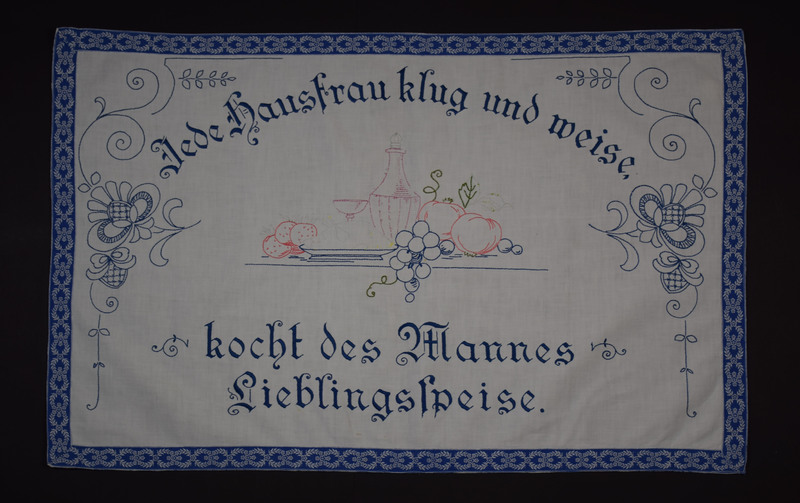 Jede Hausfrau klug und weise,
kocht des Mannes
Lieblingsſpeise.